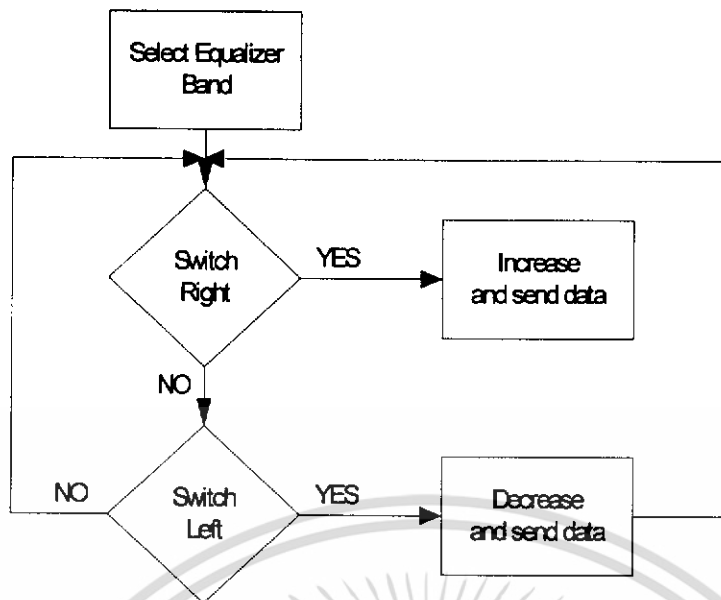 Select Equalizer
Band
Switch
Right
YES
Increase
and send data
NO
NO
Switch
Left
YES
Decrease
and send data